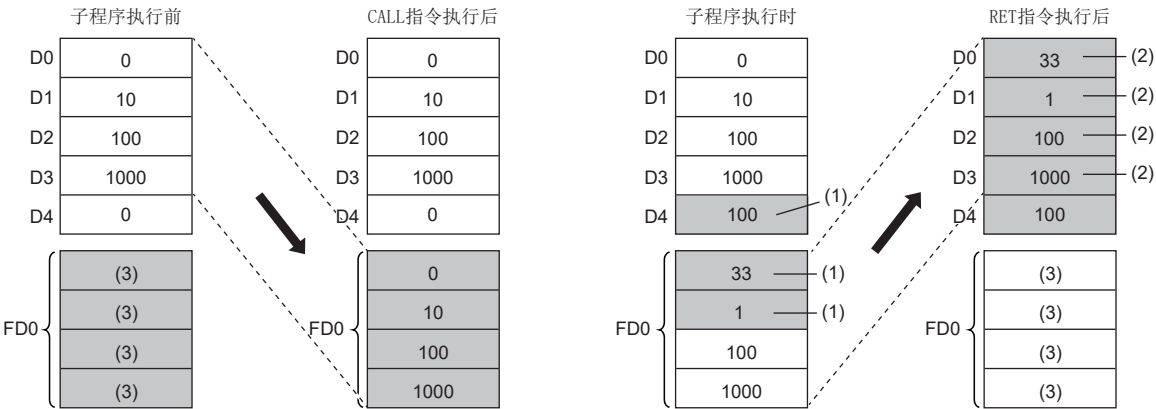 子程序执行前
D0 0
D1 10
D2 100
D3 1000
D4 0
FD0
(3)
(3)
(3)
(3)
CALL指令执行后
D0 0
D1 10
D2 100
D3 1000
D4 0
FD0
0
10
100
1000
子程序执行时
D0 0
D1 10
D2 100
D3 1000
D4 100 (1)
FD0
33 (1)
1 (1)
100
1000
RET指令执行后
D0 33 (2)
D1 1 (2)
D2 100 (2)
D3 1000 (2)
D4 100
FD0
(3)
(3)
(3)
(3)